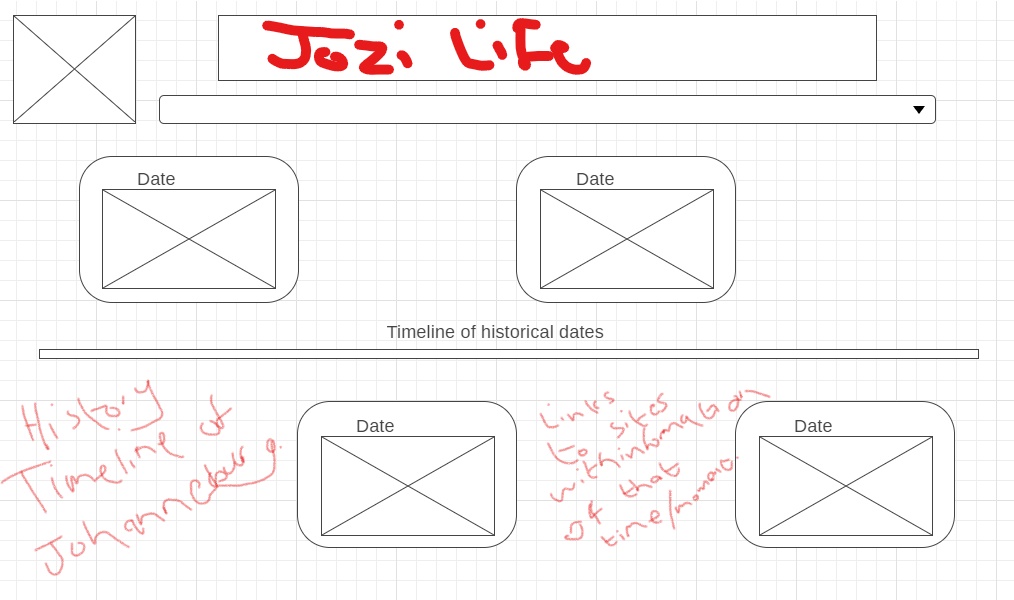 Jozi Life
Date
Date
Timeline of historical dates
History
Timeline of
Johannesburg.
Date
Links
to sites
with information
of that
time/moment.
Date